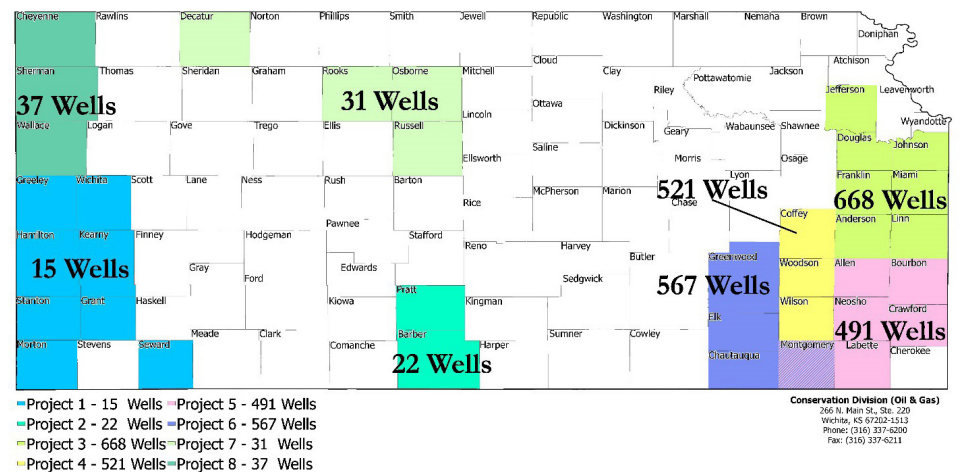 Cheyenne Rawlins Decatur Norton Phillips Smith Jewell Republic Washington Marshall Nemaha Brown
Doniphan
Cloud Atchison
Sherman Thomas Sheridan Graham Rooks Osborne Mitchell Clay Pottawatomie Jackson
Riley Jefferson Leavenworth
37 Wells 31 Wells
Ottawa
Lincoln
Wyandotte
Wallace Logan Gove Trego Ellis Russell Dickinson Geary Wabaunsee Shawnee
Douglas Johnson
Saline
Ellsworth Morris Osage
Lyon
Greeley Wichita Scott Lane Ness Rush Barton McPherson Marion Franklin Miami
521 Wells 668 Wells
Rice Chase
Coffey Anderson Linn
Pawnee
Hamilton Kearny Finney Hodgeman Stafford Reno Harvey
Butler Greenwood
15 Wells
Gray Edwards Woodson Allen Bourbon
Ford Sedgwick
567 Wells
Pratt
Stanton Grant Haskell Kiowa Kingman Wilson Neosho
Crawford
Elk
491 Wells
Meade Clark Barber Sumner Cowley
Morton Stevens Seward Comanche Harper Montgomery Labette
Cherokee
Chautauqua
22 Wells
Project 1 - 15 Wells Project 5 - 491 Wells
Project 2 - 22 Wells Project 6 - 567 Wells
Project 3 - 668 Wells Project 7 - 31 Wells
Project 4 - 521 Wells Project 8 - 37 Wells
Conservation Division (Oil & Gas)
266 N. Main St., Ste. 220
Wichita, KS 67202-1513
Phone: (316) 337-6200
Fax: (316) 337-6211